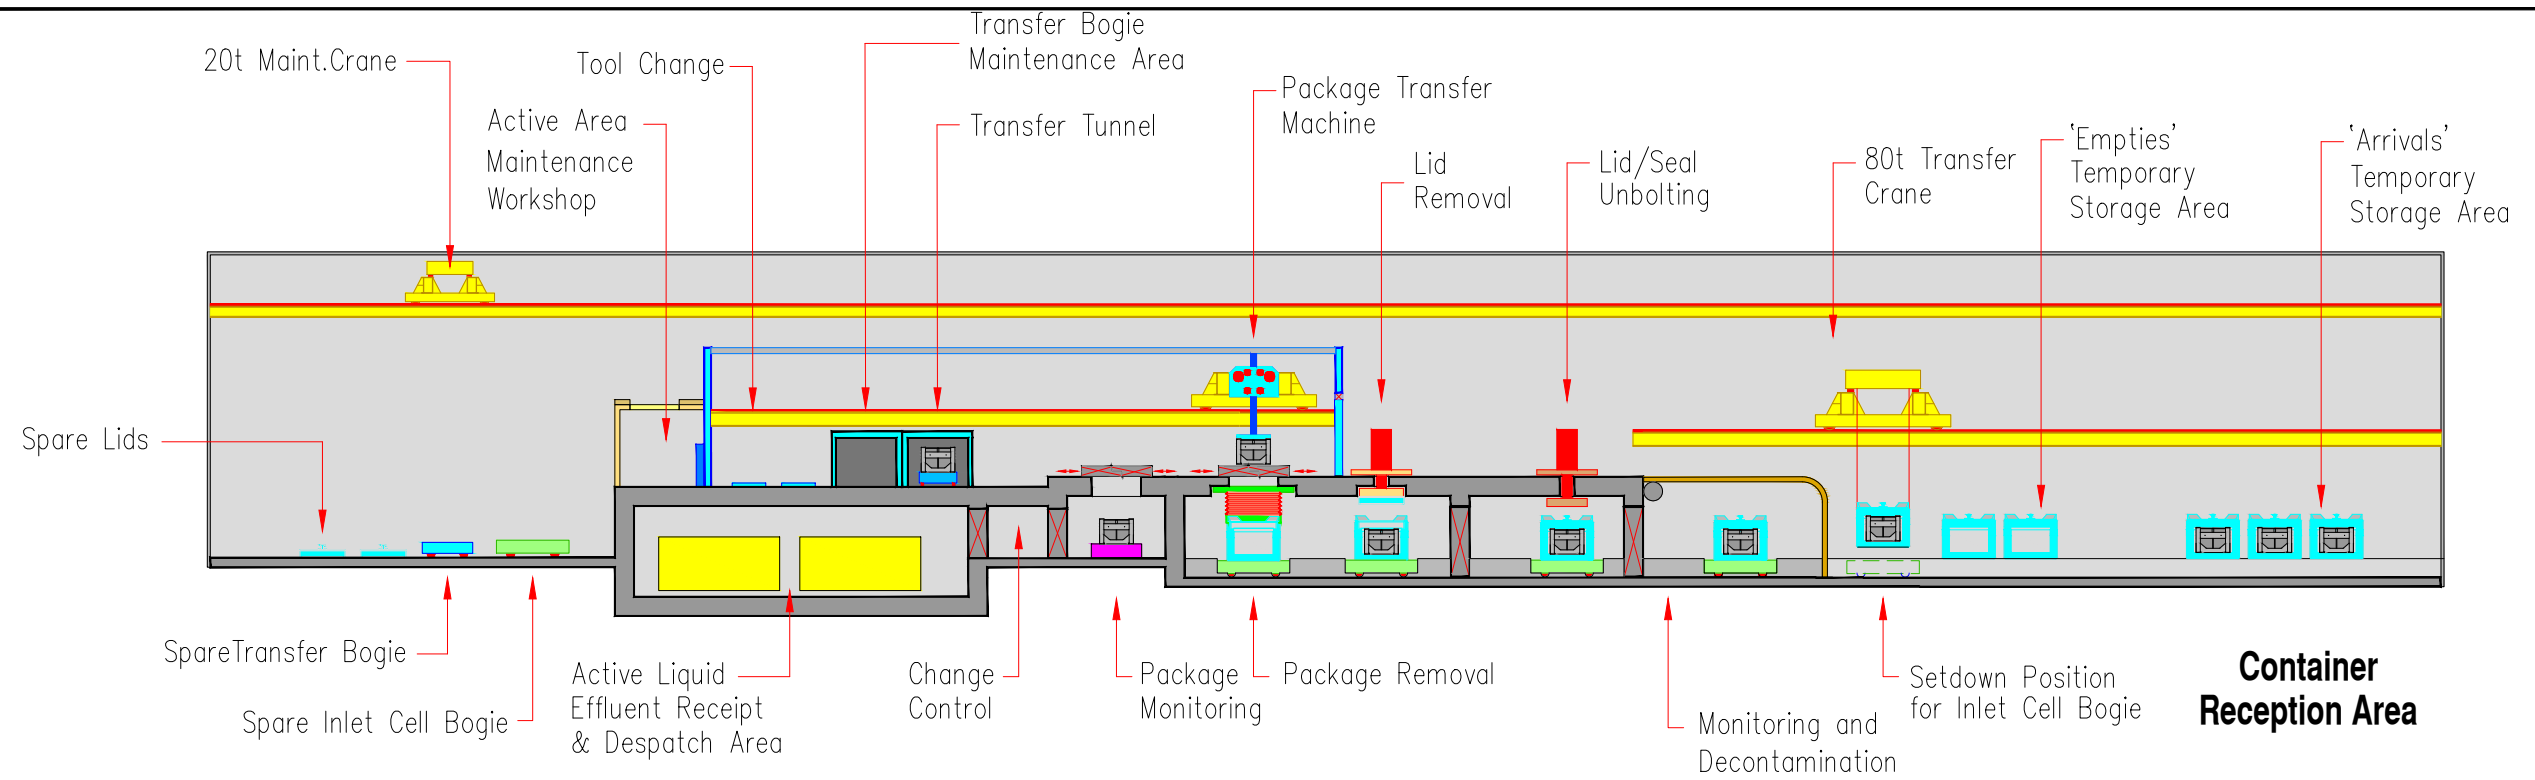 20t Maint.Crane
Tool Change
Transfer Bogie
Maintenance Area
Active Area
Maintenance
Workshop
Transfer Tunnel
Package Transfer
Machine
Lid
Removal
Lid/Seal
Unbolting
80t Transfer
Crane
'Empties'
Temporary
Storage Area
'Arrivals'
Temporary
Storage Area
Spare Lids
SpareTransfer Bogie
Spare Inlet Cell Bogie
Active Liquid
Effluent Receipt
& Despatch Area
Change
Control
Package
Monitoring
Package Removal
Monitoring and
Decontamination
Setdown Position
for Inlet Cell Bogie
Container
Reception Area